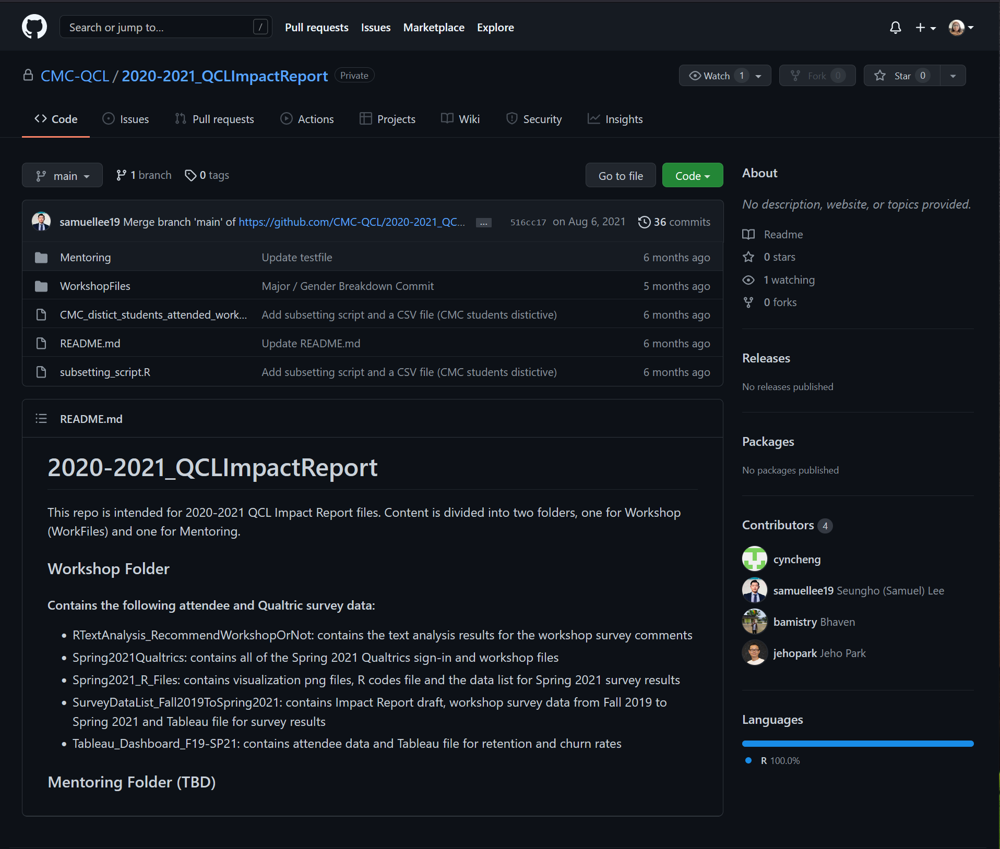 Search or jump to... /
Pull requests Issues Marketplace Explore
CMC-QCL / 2020-2021_QCLImpactReport Private
Watch 1 Fork 0 Star 0
Code Issues Pull requests Actions Projects Wiki Security Insights
main 1 branch 0 tags Go to file Code
samuellee19 Merge branch 'main' of https://github.com/CMC-QCL/2020-2021_QC... ... 516cc17 on Aug 6, 2021 36 commits
Mentoring Update testfile 6 months ago
WorkshopFiles Major / Gender Breakdown Commit 5 months ago
CMC_distict_students_attended_work... Add subsetting script and a CSV file (CMC students distictive) 6 months ago
README.md Update README.md 6 months ago
subsetting_script.R Add subsetting script and a CSV file (CMC students distictive) 6 months ago
README.md
2020-2021_QCLImpactReport
This repo is intended for 2020-2021 QCL Impact Report files. Content is divided into two folders, one for Workshop
(WorkFiles) and one for Mentoring.
Workshop Folder
Contains the following attendee and Qualtric survey data:
• RTextAnalysis_RecommendWorkshopOrNot: contains the text analysis results for the workshop survey comments
• Spring2021Qualtrics: contains all of the Spring 2021 Qualtrics sign-in and workshop files
• Spring2021_R_Files: contains visualization png files, R codes file and the data list for Spring 2021 survey results
• SurveyDataList_Fall2019ToSpring2021: contains Impact Report draft, workshop survey data from Fall 2019 to
Spring 2021 and Tableau file for survey results
• Tableau_Dashboard_F19-SP21: contains attendee data and Tableau file for retention and churn rates
Mentoring Folder (TBD)
About
No description, website, or topics provided.
Readme
0 stars
1 watching
0 forks
Releases
No releases published
Packages
No packages published
Contributors 4
cyncheng
samuellee19 Seungho (Samuel) Lee
bamistry Bhaven
jehopark Jeho Park
Languages
R 100.0%